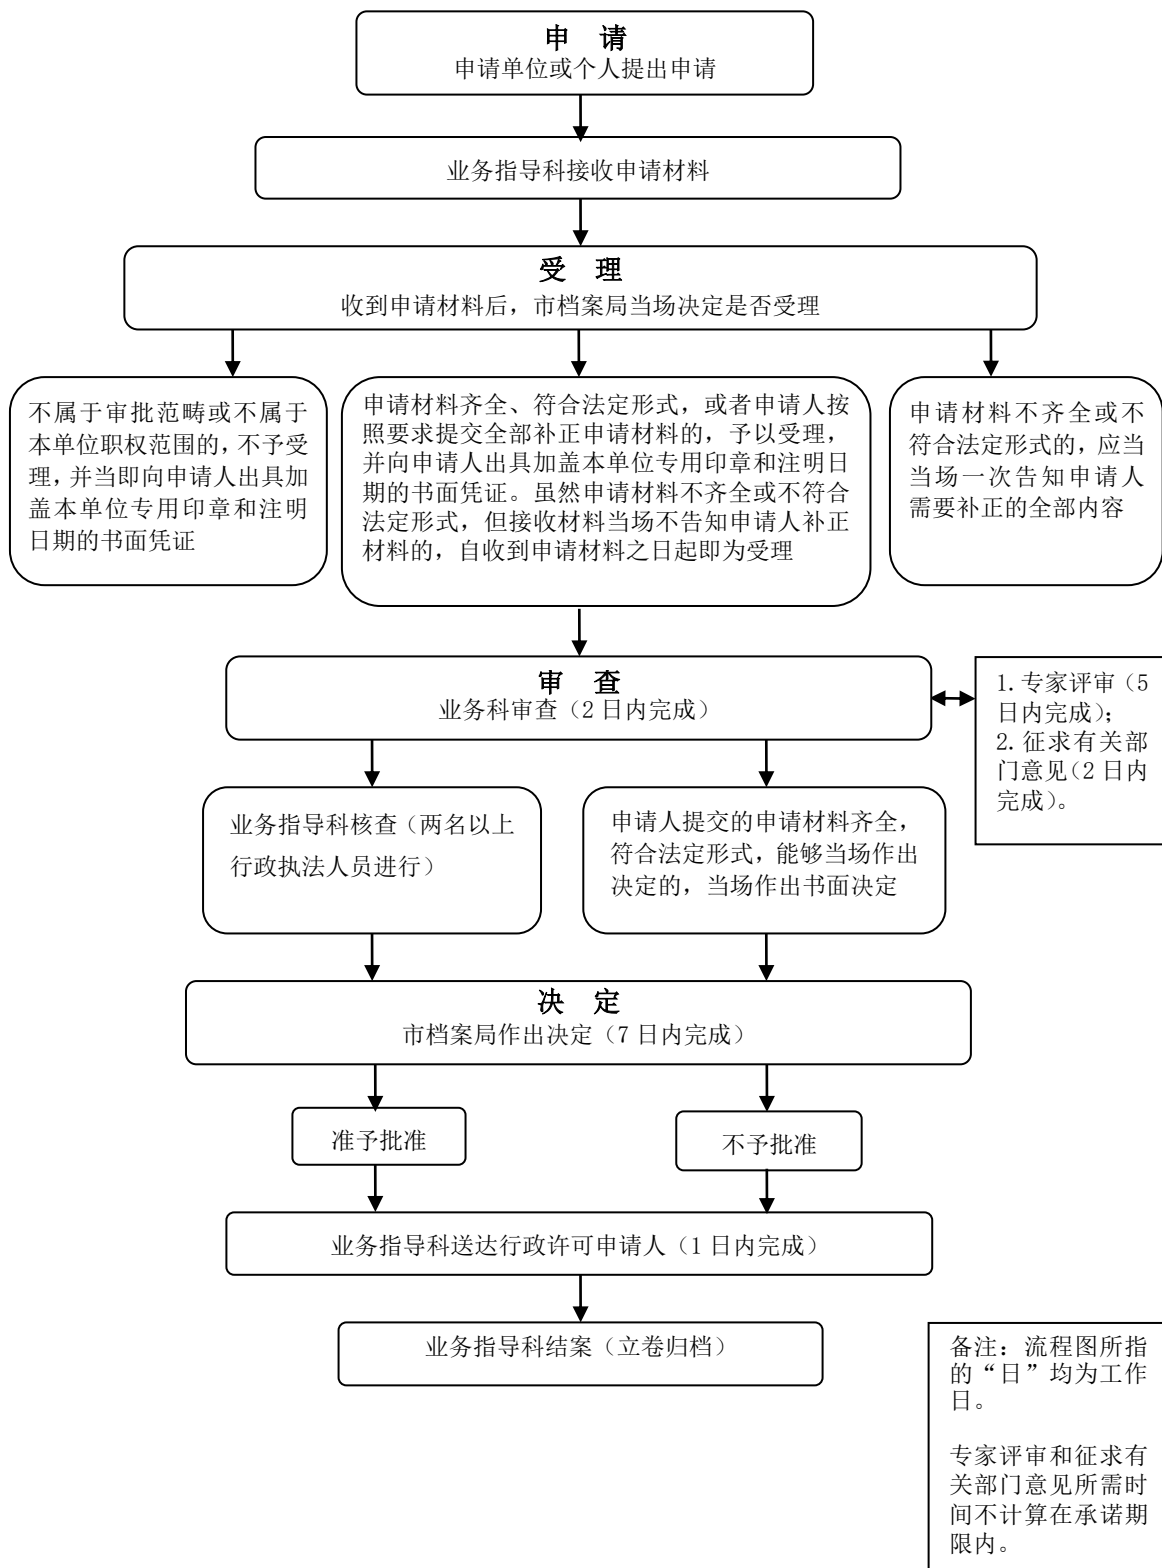 申 请
申请单位或个人提出申请
业务指导科接收申请材料
受 理
收到申请材料后，市档案局当场决定是否受理
不属于审批范畴或不属于
本单位职权范围的，不予受
理，并当即向申请人出具加
盖本单位专用印章和注明
日期的书面凭证
申请材料齐全、符合法定形式，或者申请人按
照要求提交全部补正申请材料的，予以受理，
并向申请人出具加盖本单位专用印章和注明日
期的书面凭证。虽然申请材料不齐全或不符合
法定形式，但接收材料当场不告知申请人补正
材料的，自收到申请材料之日起即为受理
申请材料不齐全或不
符合法定形式的，应当
当场一次告知申请人
需要补正的全部内容
审 查
业务科审查（2 日内完成）
1. 专家评审（5
日内完成）；
2. 征求有关部
门意见（2 日内
完成）。
业务指导科核查（两名以上
行政执法人员进行）
申请人提交的申请材料齐全，
符合法定形式，能够当场作出
决定的，当场作出书面决定
决 定
市档案局作出决定（7 日内完成）
准予批准
不予批准
业务指导科送达行政许可申请人（1 日内完成）
业务指导科结案（立卷归档）
备注：流程图所指
的“日”均为工作
日。
专家评审和征求有
关部门意见所需时
间不计算在承诺期
限内。